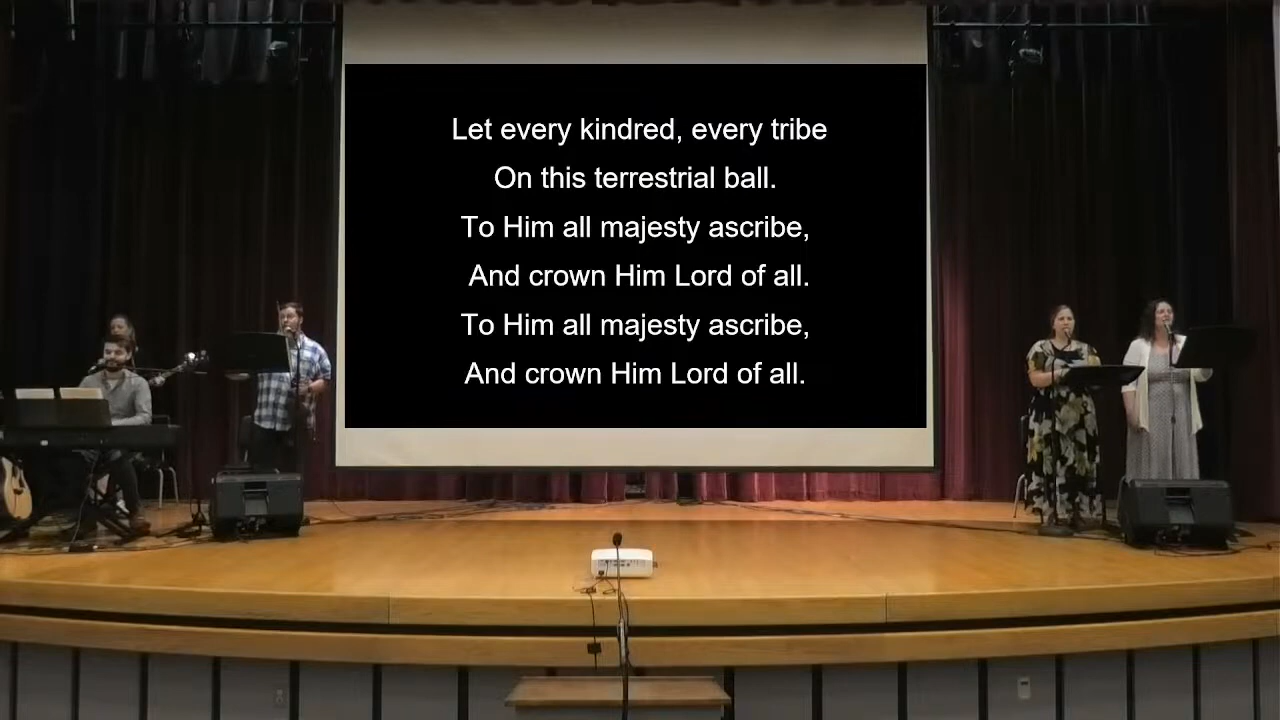 Let every kindred, every tribe
On this terrestrial ball.
To Him all majesty ascribe,
And crown Him Lord of all.
To Him all majesty ascribe,
And crown Him Lord of all.